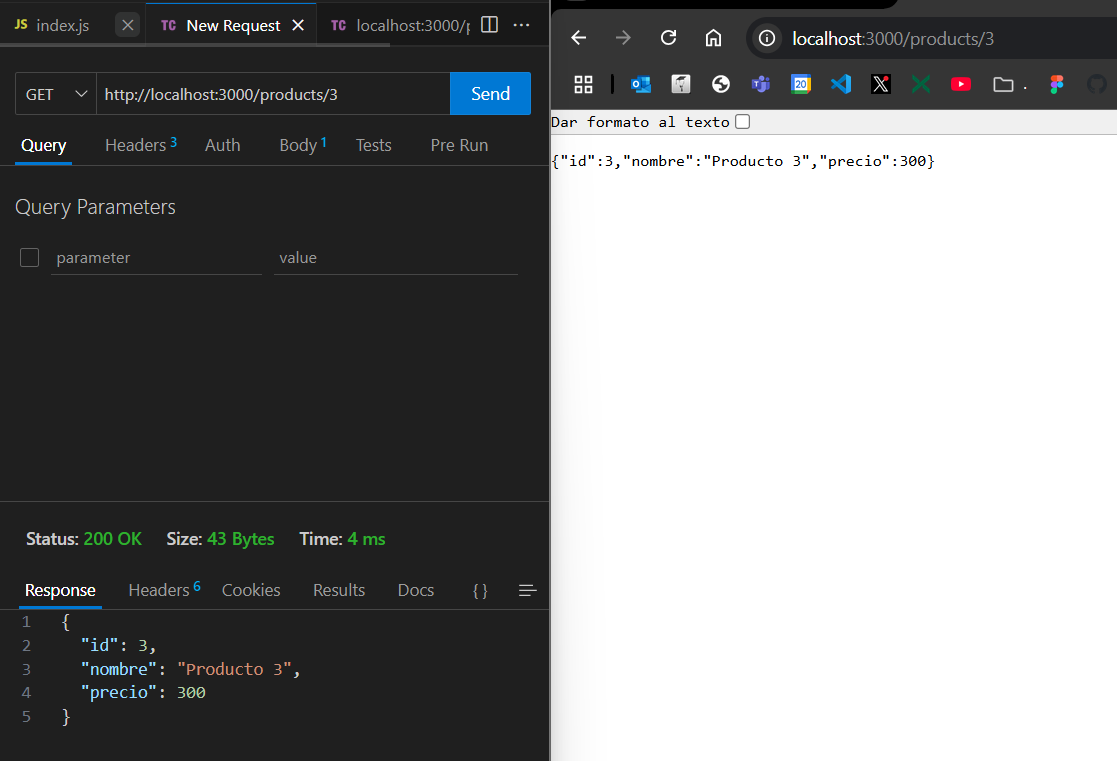 JS index.js
TC New Request
TC localhost:3000/p
GET
http://localhost:3000/products/3
Send
Query
Headers 3
Auth
Body 1
Tests
Pre Run
Query Parameters
parameter
value
Status: 200 OK
Size: 43 Bytes
Time: 4 ms
Response
Headers 6
Cookies
Results
Docs
{ }
1 {
2 "id": 3,
3 "nombre": "Producto 3",
4 "precio": 300
5 }
localhost:3000/products/3
20
.
Dar formato al texto
{"id":3,"nombre":"Producto 3","precio":300}